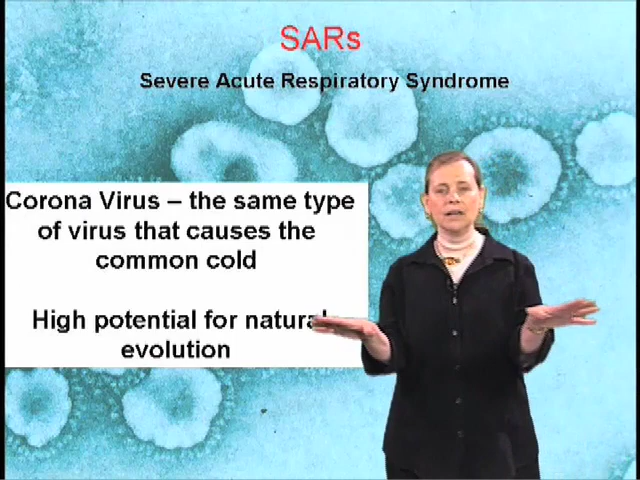 SARs
Severe Acute Respiratory Syndrome
Corona Virus – the same type
of virus that causes the
common cold
High potential for natural
evolution